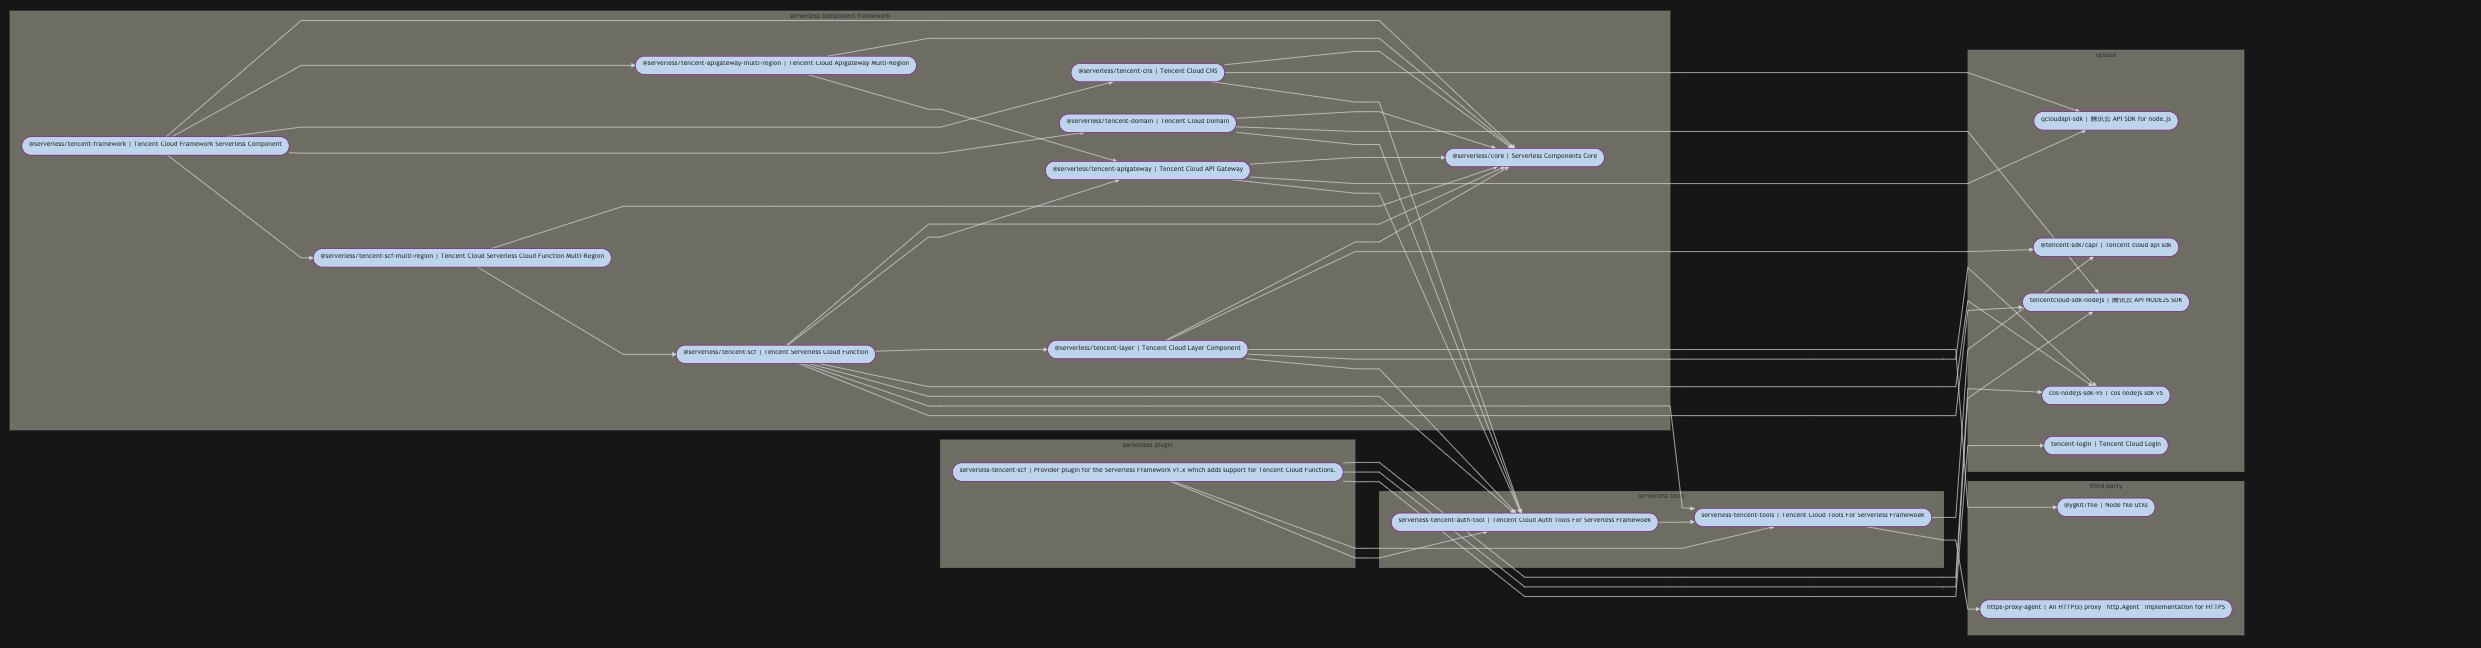 serverless component framework
@serverless/tencent-apigateway-multi-region | Tencent Cloud Apigateway Multi-Region
@serverless/tencent-cns | Tencent Cloud CNS
@serverless/tencent-domain | Tencent Cloud Domain
@serverless/tencent-framework | Tencent Cloud Framework Serverless Component
@serverless/core | Serverless Components Core
@serverless/tencent-apigateway | Tencent Cloud API Gateway
@serverless/tencent-scf-multi-region | Tencent Cloud Serverless Cloud Function Multi-Region
@serverless/tencent-scf | Tencent Serverless Cloud Function
@serverless/tencent-layer | Tencent Cloud Layer Component
serverless plugin
serverless-tencent-scf | Provider plugin for the Serverless Framework v1.x which adds support for Tencent Cloud Functions.
serverless tools
serverless-tencent-auth-tool | Tencent Cloud Auth Tools For Serverless Framewoek
serverless-tencent-tools | Tencent Cloud Tools For Serverless Framewoek
qcloud
qcloudapi-sdk | 腾讯云 API SDK for node.js
@tencent-sdk/capi | Tencent cloud api sdk
tencentcloud-sdk-nodejs | 腾讯云 API NODEJS SDK
cos-nodejs-sdk-v5 | cos nodejs sdk v5
tencent-login | Tencent Cloud Login
third party
@ygkit/file | Node file utils
https-proxy-agent | An HTTP(s) proxy `http.Agent` implementation for HTTPS